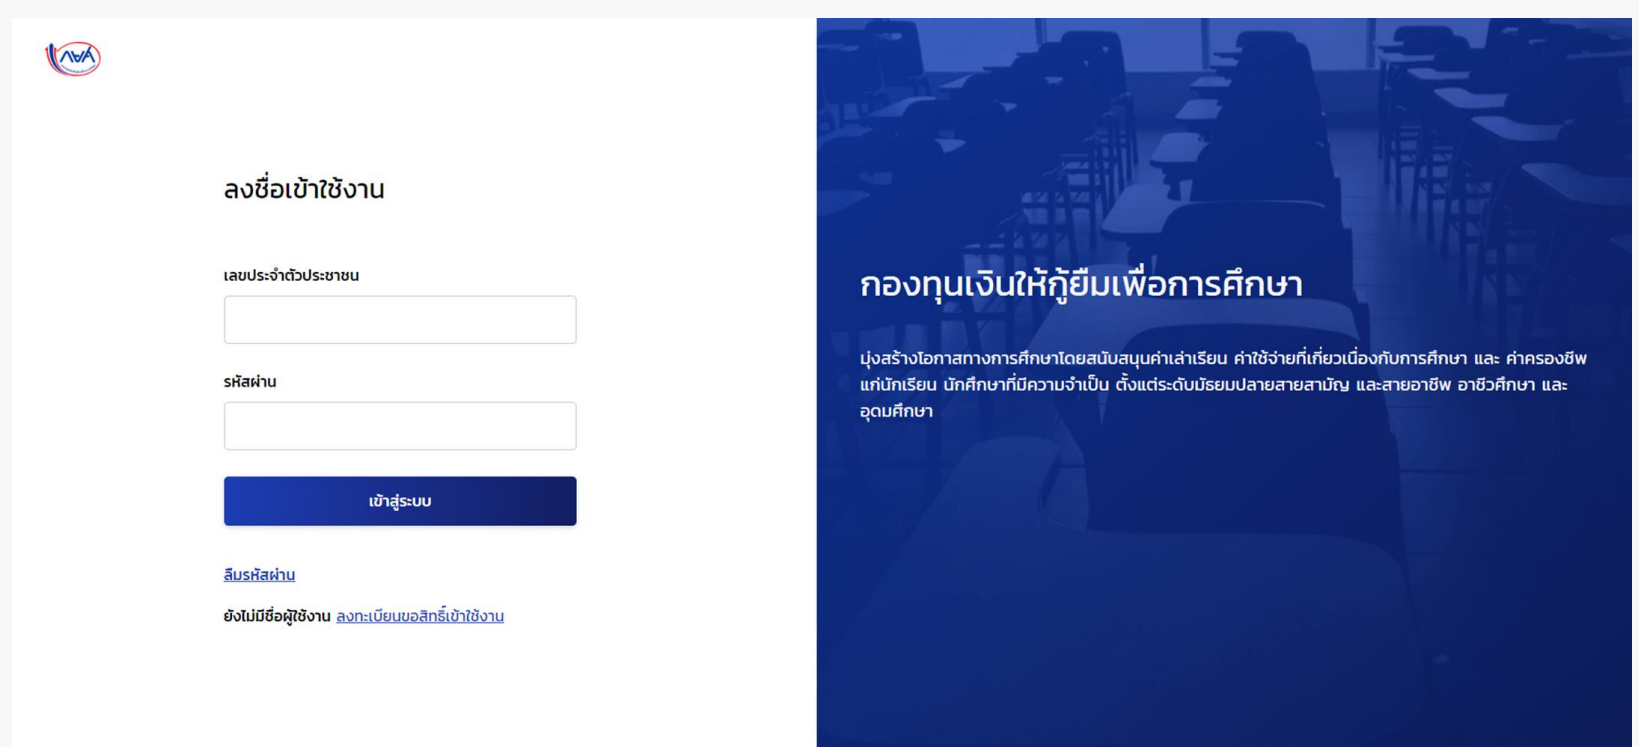 กยศ
ลงชื่อเข้าใช้งาน
เลขประจำตัวประชาชน
รหัสผ่าน
เข้าสู่ระบบ
ลืมรหัสผ่าน
ยังไม่มีชื่อผู้ใช้งาน ลงทะเบียนขอสิทธิ์เข้าใช้งาน
กองทุนเงินให้กู้ยืมเพื่อการศึกษา
มุ่งสร้างโอกาสทางการศึกษาโดยสนับสนุนค่าเล่าเรียน ค่าใช้จ่ายที่เกี่ยวเนื่องกับการศึกษา และ ค่าครองชีพ
แก่นักเรียน นักศึกษาที่มีความจำเป็น ตั้งแต่ระดับมัธยมปลายสายสามัญ และสายอาชีพ อาชีวศึกษา และ
อุดมศึกษา